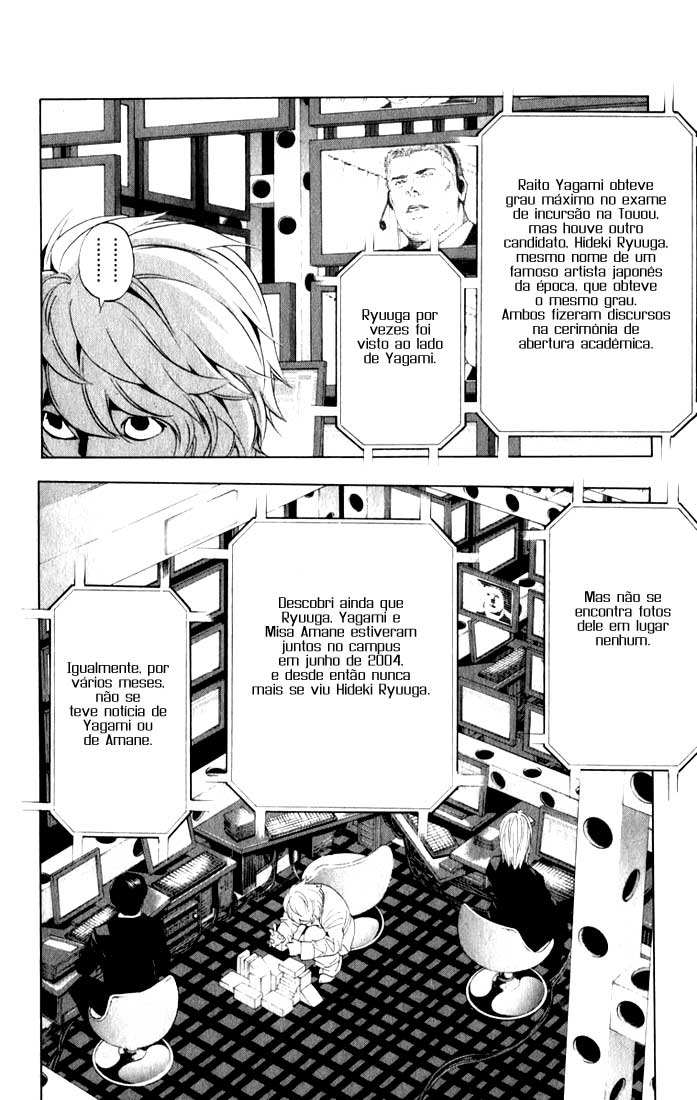 Raito Yagami obteve
grau máximo no exame
de incursão na Touou,
mas houve outro
candidato, Hideki Ryuuga,
mesmo nome de um
famoso artista japonês
da época, que obteve
o mesmo grau.
Ambos fizeram discursos
na cerimônia de
abertura acadêmica.
Ryuuga por
vezes foi
visto ao lado
de Yagami.
Mas não se
encontra fotos
dele em lugar
nenhum.
Descobri ainda que
Ryuuga, Yagami e
Misa Amane estiveram
juntos no campus
em junho de 2004,
e desde então nunca
mais se viu Hideki Ryuuga.
Igualmente, por
vários meses,
não se
teve notícia de
Yagami ou
de Amane.